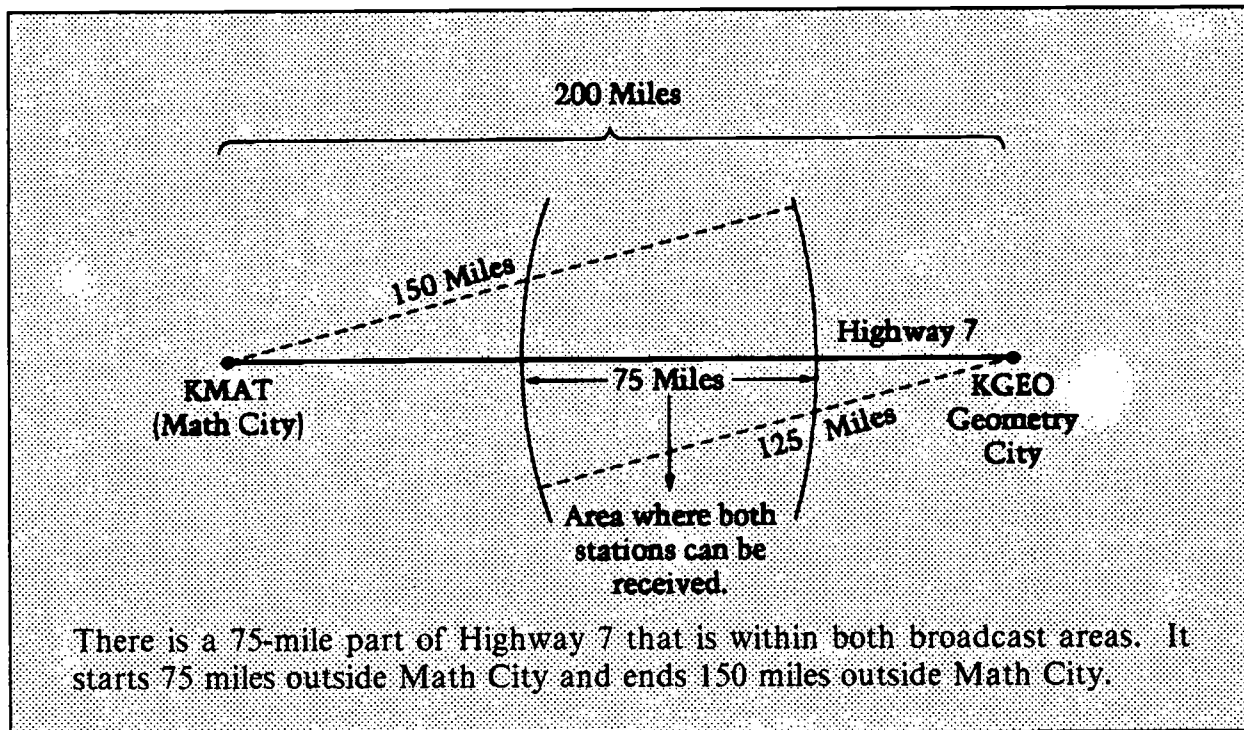 200 Miles
150 Miles
Highway 7
KMAT
(Math City)
75 Miles
KGEO
Geometry
City
125 Miles
Area where both
stations can be
received.
There is a 75-mile part of Highway 7 that is within both broadcast areas. It
starts 75 miles outside Math City and ends 150 miles outside Math City.